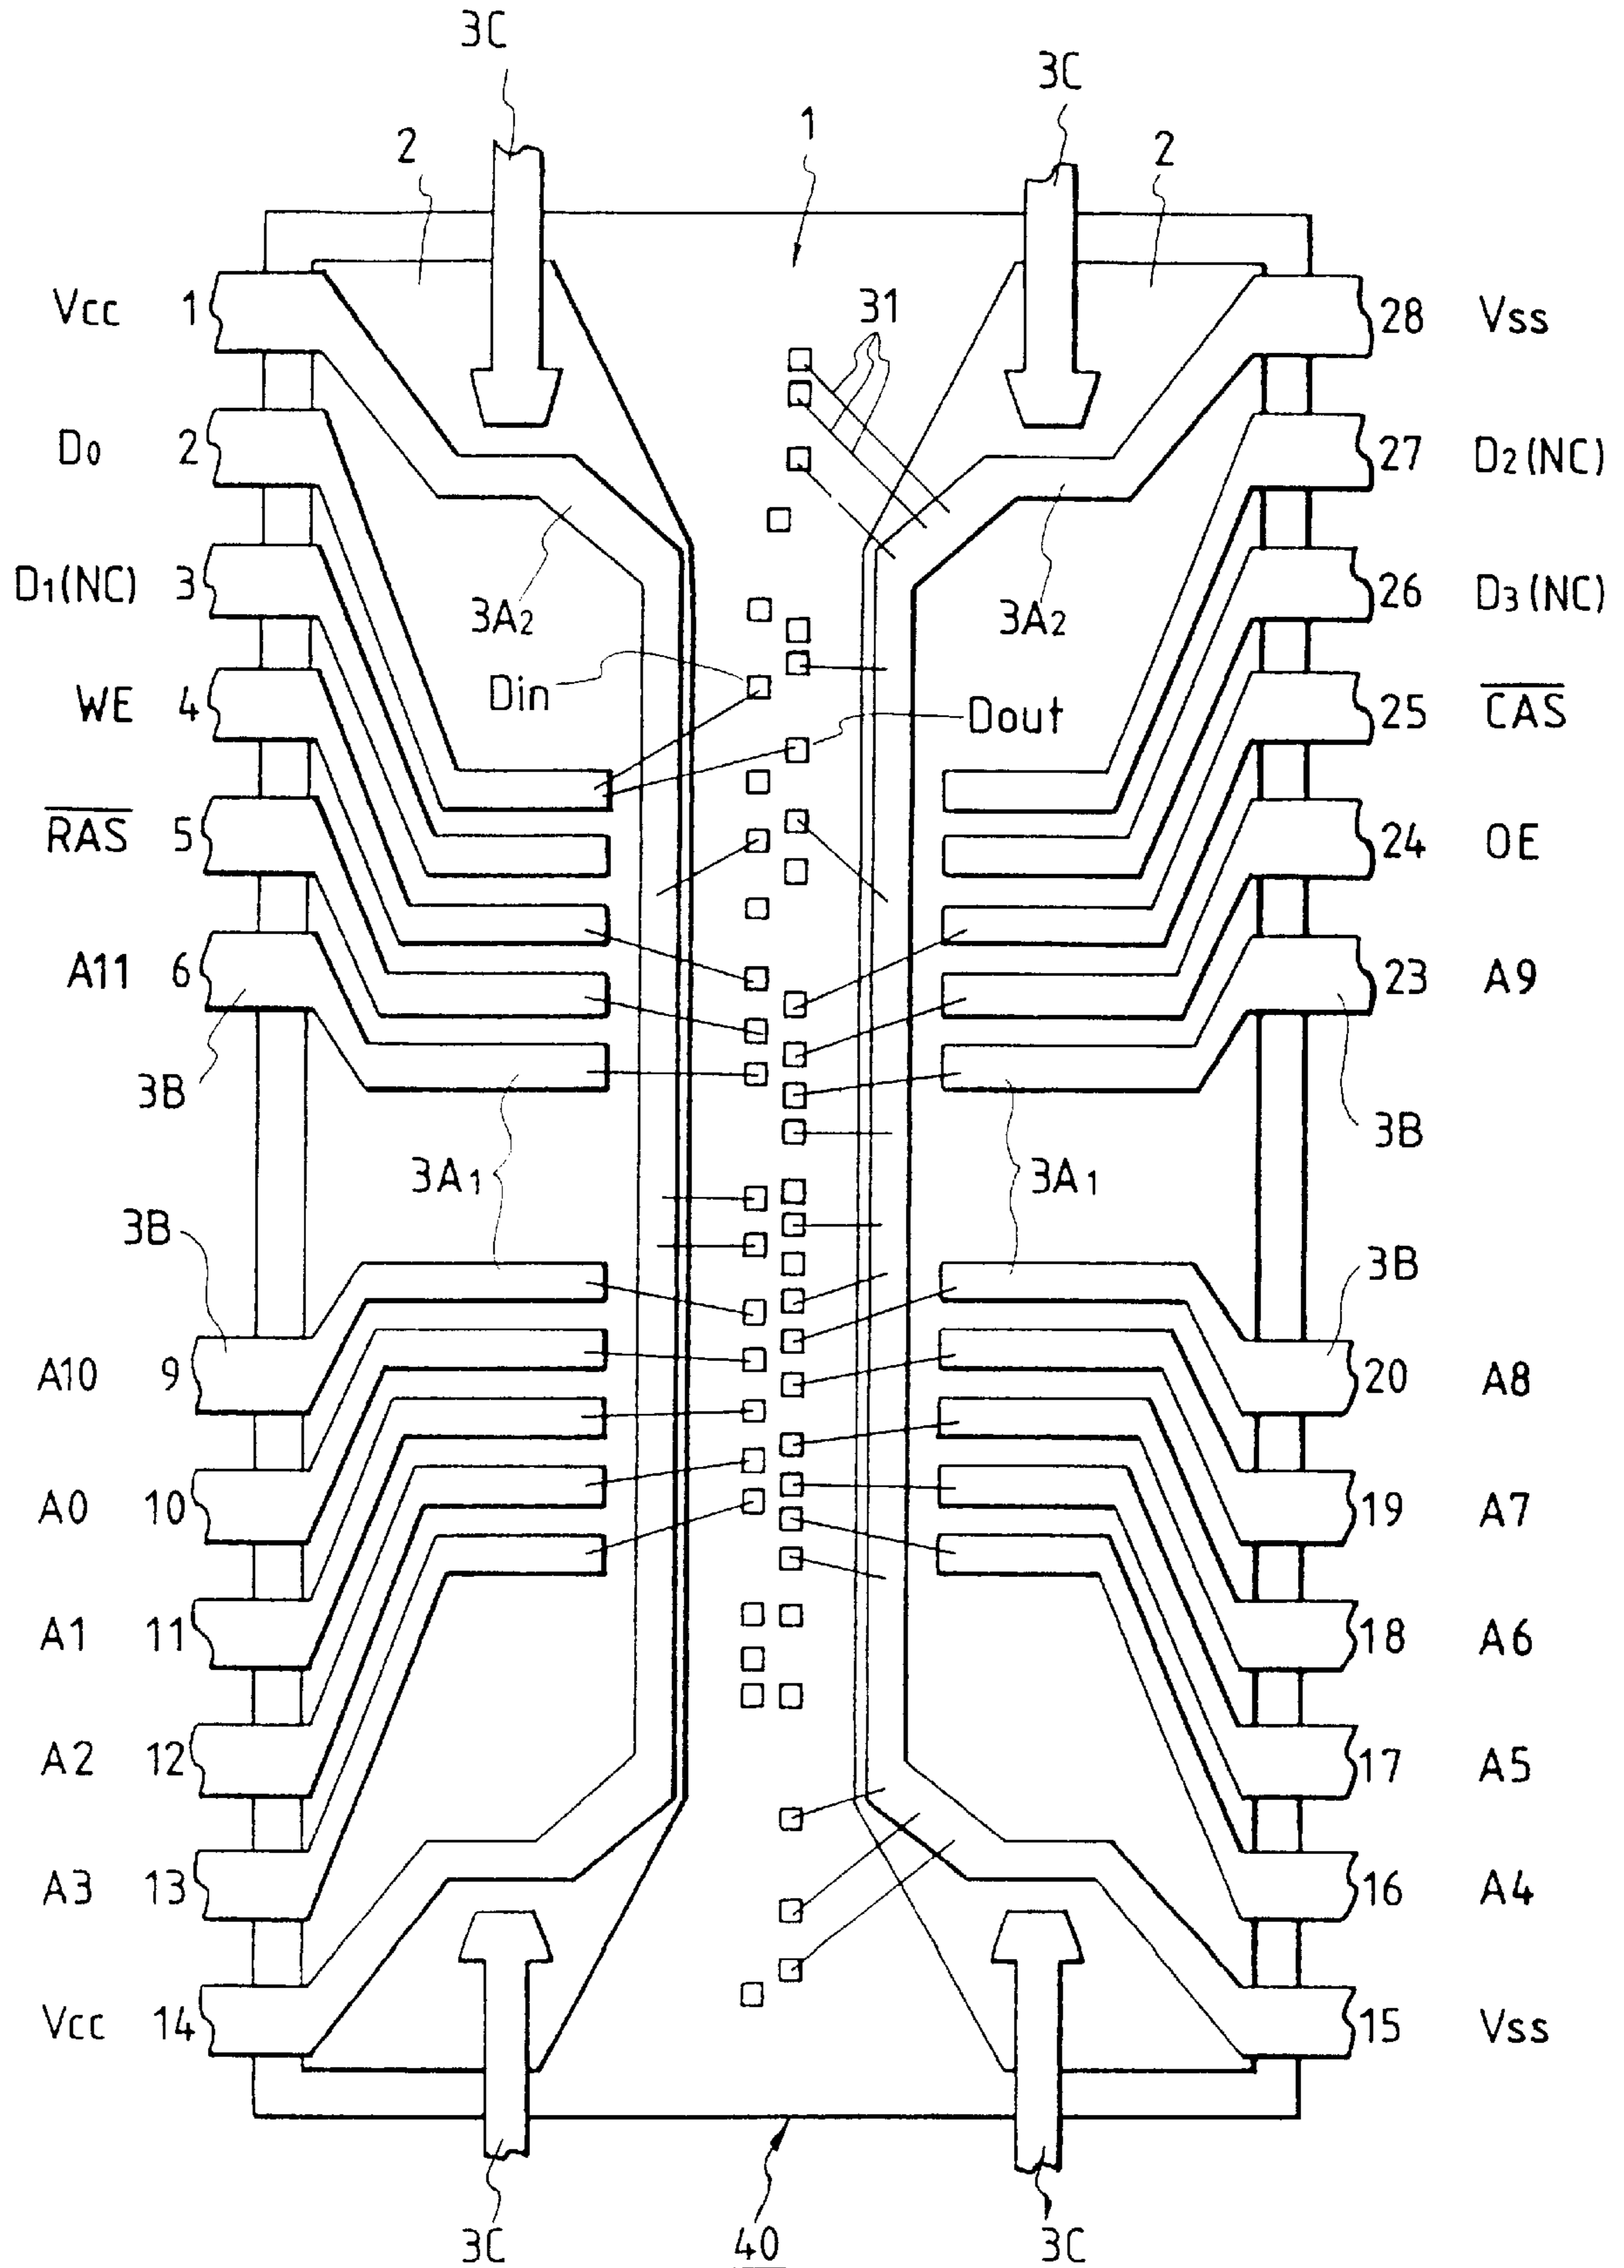 3C
3C
1
2
2
31
Vcc 1
28 Vss
D0 2
27 D2(NC)
D1(NC) 3
26 D3(NC)
3A2
3A2
Din
WE 4
25 C̅A̅S̅
Dout
R̅A̅S̅ 5
24 OE
A11 6
23 A9
3B
3B
3A1
3A1
3B
3B
A10 9
20 A8
A0 10
19 A7
A1 11
18 A6
A2 12
17 A5
A3 13
16 A4
Vcc 14
15 Vss
3C
40
3C